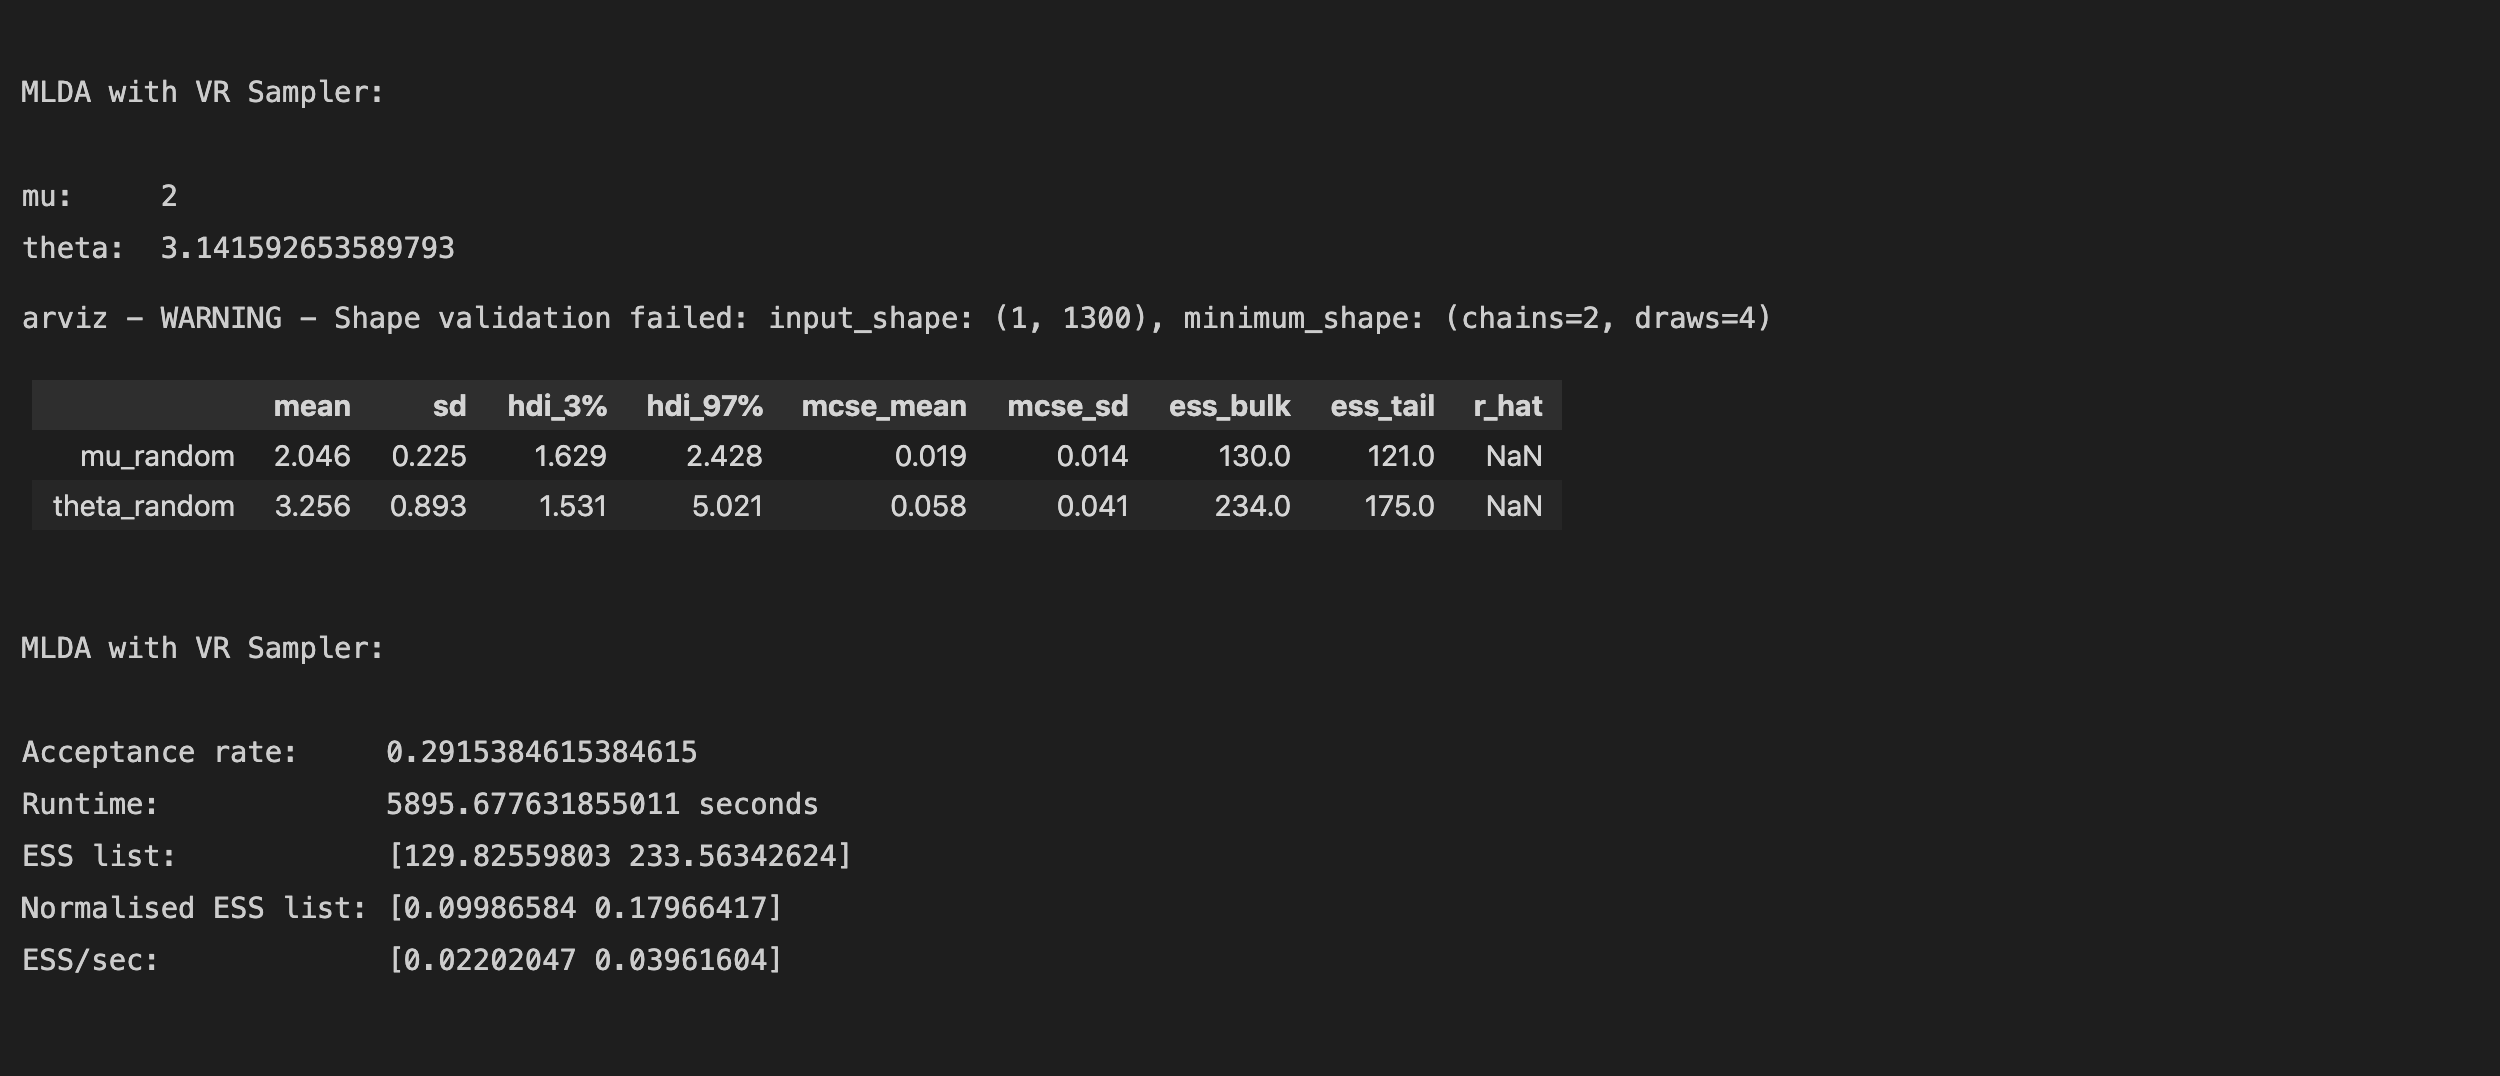 MLDA with VR Sampler:
mu: 2
theta: 3.141592653589793
arviz - WARNING - Shape validation failed: input_shape: (1, 1300), minimum_shape: (chains=2, draws=4)
mean sd hdi_3% hdi_97% mcse_mean mcse_sd ess_bulk ess_tail r_hat
mu_random 2.046 0.225 1.629 2.428 0.019 0.014 130.0 121.0 NaN
theta_random 3.256 0.893 1.531 5.021 0.058 0.041 234.0 175.0 NaN
MLDA with VR Sampler:
Acceptance rate: 0.2915384615384615
Runtime: 5895.677631855011 seconds
ESS list: [129.82559803 233.56342624]
Normalised ESS list: [0.09986584 0.17966417]
ESS/sec: [0.02202047 0.03961604]